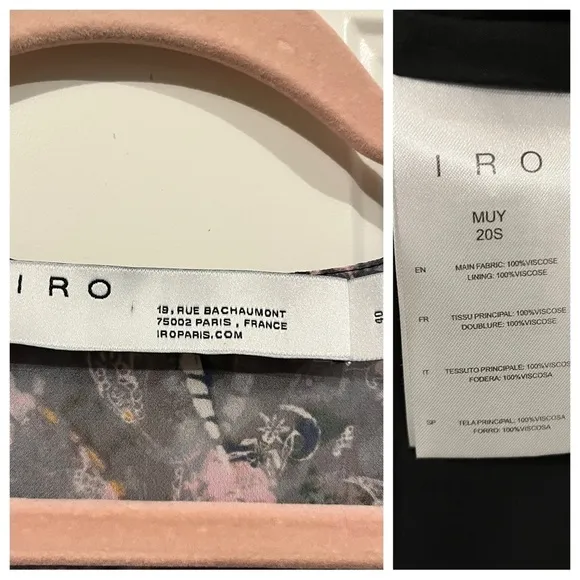 IRO
19, RUE BACHAUMONT
75002 PARIS, FRANCE
IROPARIS.COM
40
IRO
MUY
20S
EN
MAIN FABRIC: 100%VISCOSE
LINING: 100%VISCOSE
FR
TISSU PRINCIPAL: 100%VISCOSE
DOUBLURE: 100%VISCOSE
IT
TESSUTO PRINCIPALE: 100%VISCOS
FODERA: 100%VISCOSA
SP
TELA PRINCIPAL: 100%VISCOSA
FORRO: 100%VISCOSA